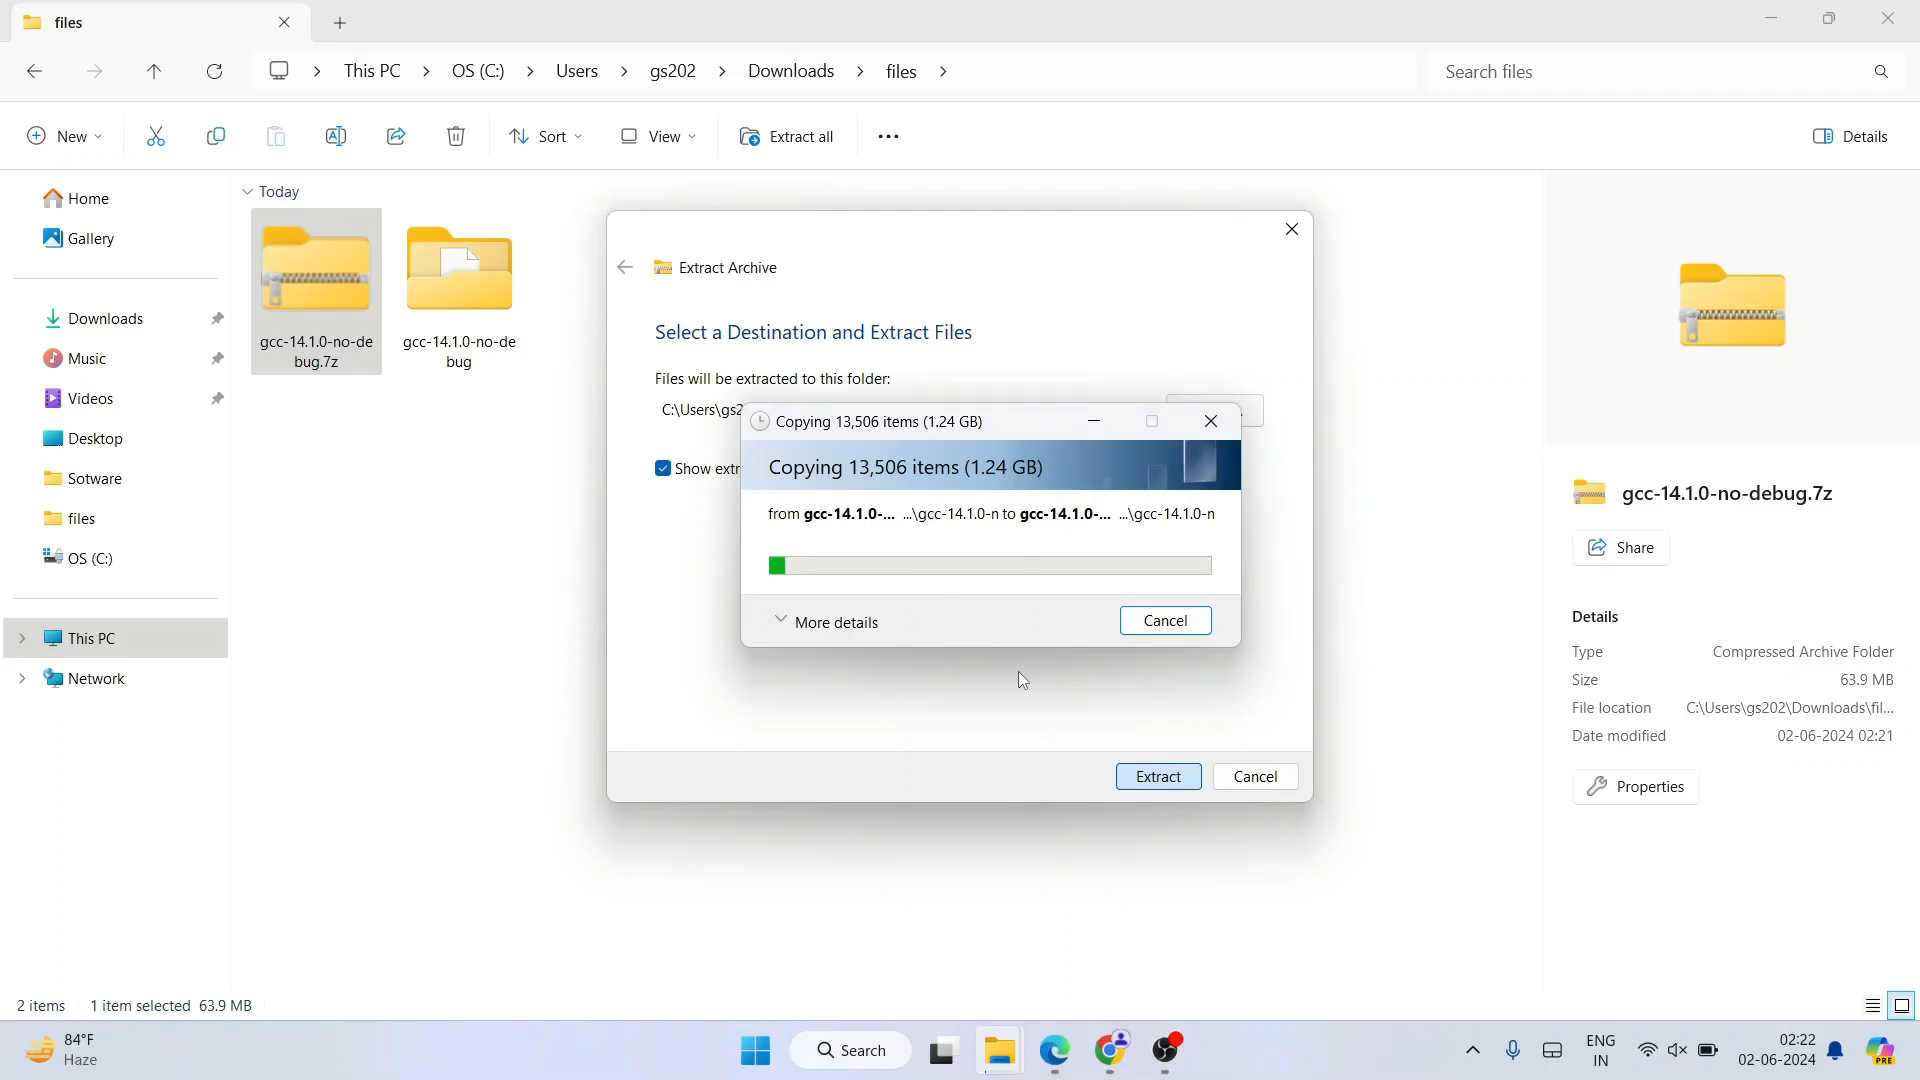 files
This PC
OS (C:)
Users
gs202
Downloads
files
Search files
New
Sort
View
Extract all
Details
Home
Gallery
Downloads
Music
Videos
Desktop
Sotware
files
OS (C:)
This PC
Network
Today
gcc-14.1.0-no-de
bug.7z
gcc-14.1.0-no-de
bug
Extract Archive
Select a Destination and Extract Files
Files will be extracted to this folder:
C:\Users\gs2
Show extr
Copying 13,506 items (1.24 GB)
Copying 13,506 items (1.24 GB)
from gcc-14.1.0-... ...\gcc-14.1.0-n to gcc-14.1.0-... ...\gcc-14.1.0-n
More details
Cancel
Extract
Cancel
gcc-14.1.0-no-debug.7z
Share
Details
Type Compressed Archive Folder
Size 63.9 MB
File location C:\Users\gs202\Downloads\fil...
Date modified 02-06-2024 02:21
Properties
2 items 1 item selected 63.9 MB
84°F
Haze
Search
ENG
IN
02:22
02-06-2024
PRE